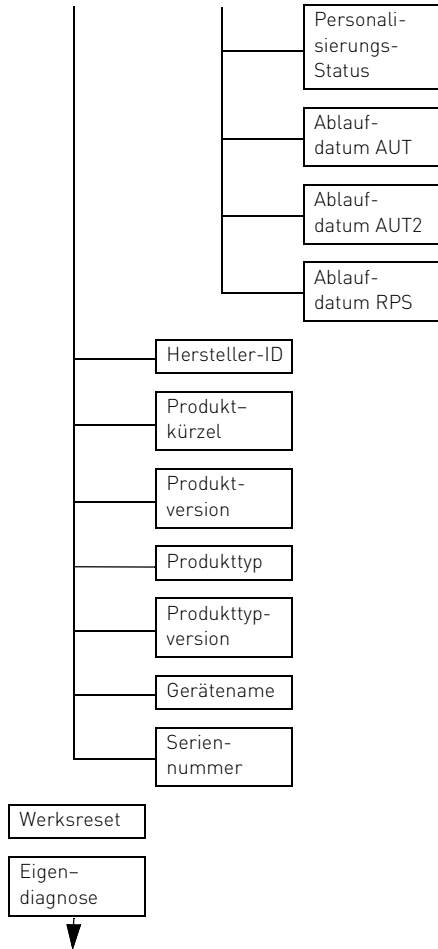 Personali-
sierungs-
Status
Ablauf-
datum AUT
Ablauf-
datum AUT2
Ablauf-
datum RPS
Hersteller-ID
Produkt–
kürzel
Produkt-
version
Produkttyp
Produkttyp-
version
Gerätename
Serien-
nummer
Werksreset
Eigen–
diagnose